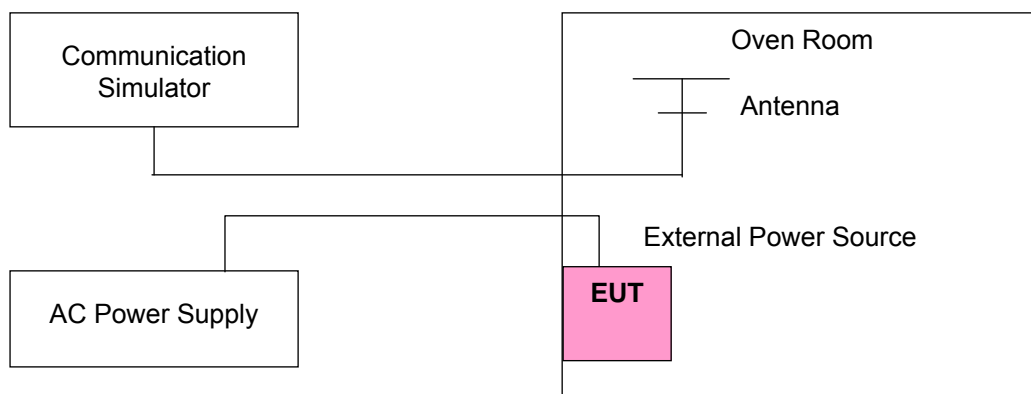 Communication
Simulator
Oven Room
Antenna
External Power Source
EUT
AC Power Supply